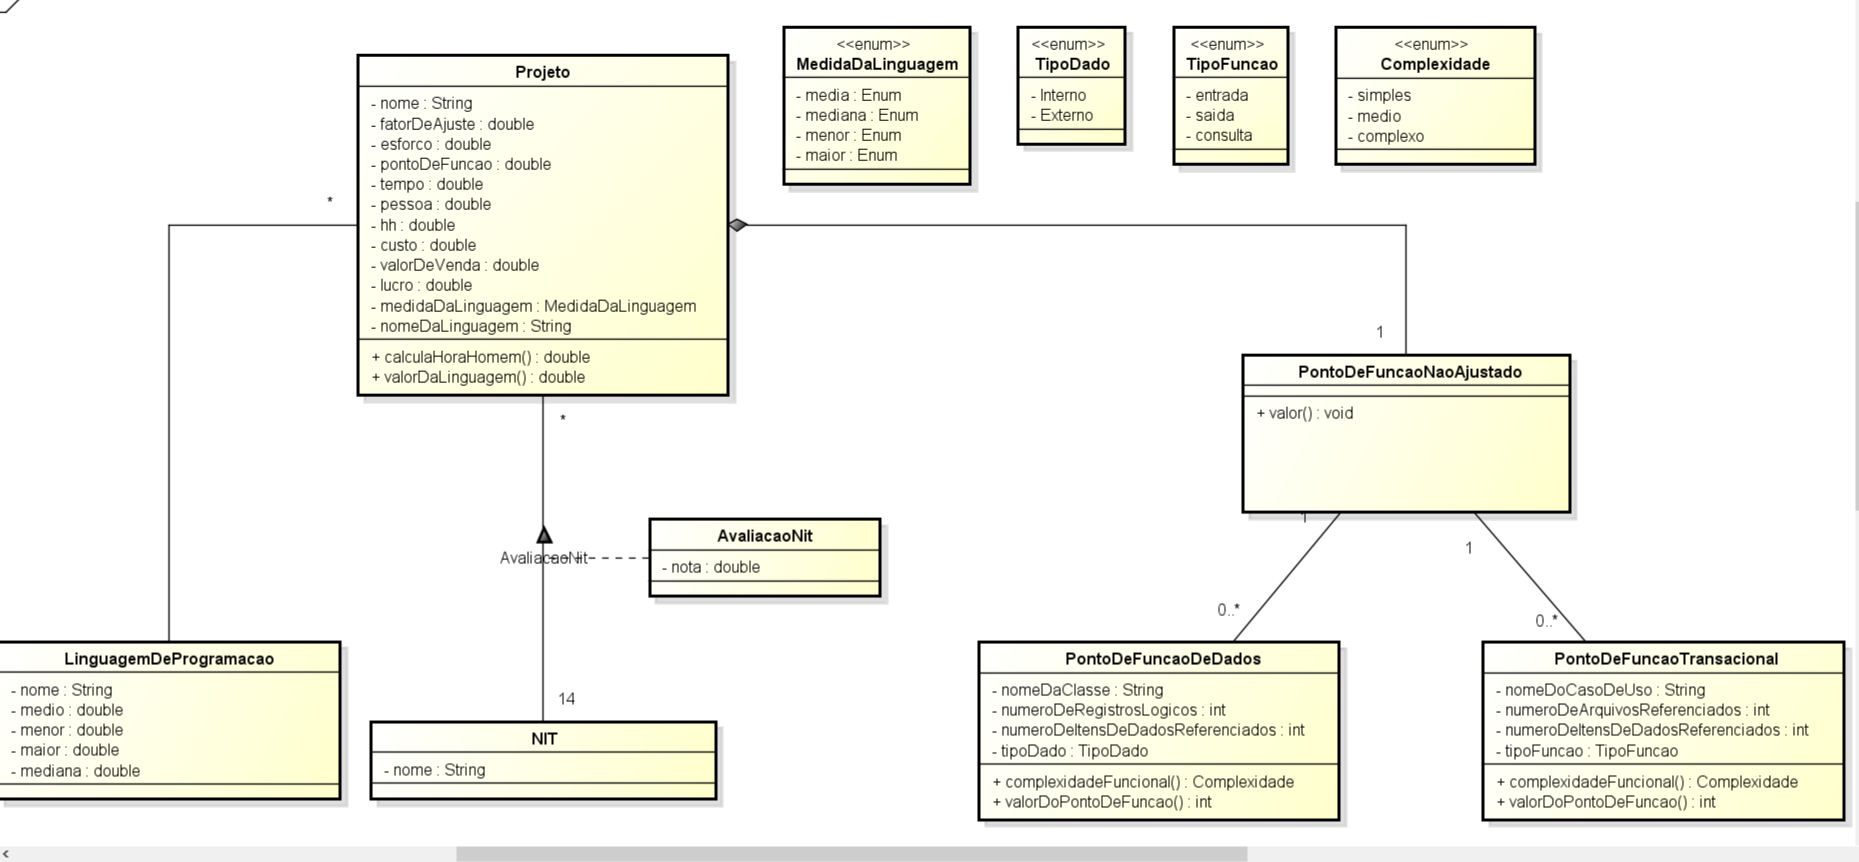 Projeto
- nome : String
- fatorDeAjuste : double
- esforco : double
- pontoDeFuncao : double
- tempo : double
- pessoa : double
- hh : double
- custo : double
- valorDeVenda : double
- lucro : double
- medidaDaLinguagem : MedidaDaLinguagem
- nomeDaLinguagem : String
+ calculaHoraHomem() : double
+ valorDaLinguagem() : double
<<enum>>
MedidaDaLinguagem
- media : Enum
- mediana : Enum
- menor : Enum
- maior : Enum
<<enum>>
TipoDado
- Interno
- Externo
<<enum>>
TipoFuncao
- entrada
- saida
- consulta
<<enum>>
Complexidade
- simples
- medio
- complexo
*
1
PontoDeFuncaoNaoAjustado
+ valor() : void
*
AvaliacaoNit
AvaliacaoNit
- nota : double
1
1
0..*
0..*
LinguagemDeProgramacao
- nome : String
- medio : double
- menor : double
- maior : double
- mediana : double
14
NIT
- nome : String
PontoDeFuncaoDeDados
- nomeDaClasse : String
- numeroDeRegistrosLogicos : int
- numeroDeItensDeDadosReferenciados : int
- tipoDado : TipoDado
+ complexidadeFuncional() : Complexidade
+ valorDoPontoDeFuncao() : int
PontoDeFuncaoTransacional
- nomeDoCasoDeUso : String
- numeroDeArquivosReferenciados : int
- numeroDeItensDeDadosReferenciados : int
- tipoFuncao : TipoFuncao
+ complexidadeFuncional() : Complexidade
+ valorDoPontoDeFuncao() : int